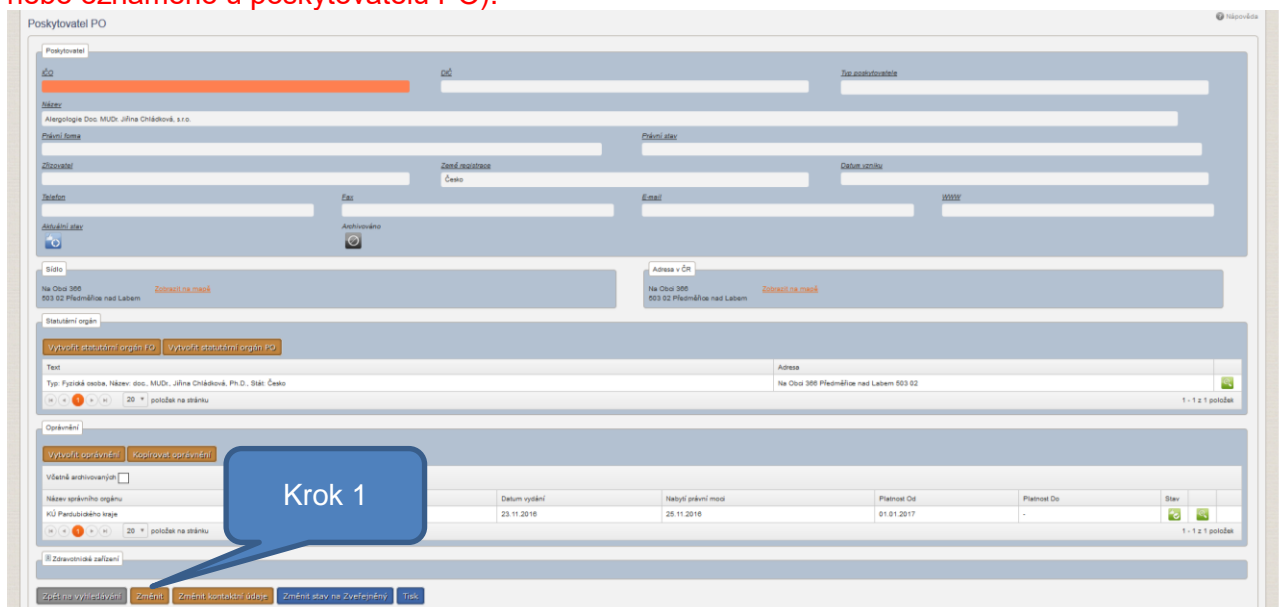 nebo oznámeno u poskytovatelů PO).
Nápověda
Poskytovatel PO
Poskytovatel
IČO DIČ Typ poskytovatele
Název
Alergologie Doc. MUDr. Jiřina Chládková, s.r.o.
Právní forma Právní stav
Zřizovatel Země registrace Datum vzniku
Česko
Telefon Fax E-mail WWW
Aktuální stav Archivováno
Sídlo Adresa v ČR
Na Obci 366 Zobrazit na mapě Na Obci 366 Zobrazit na mapě
503 02 Předměřice nad Labem 503 02 Předměřice nad Labem
Statutární orgán
Vytvořit statutární orgán FO Vytvořit statutární orgán PO
Text Adresa
Typ: Fyzická osoba, Název: doc., MUDr., Jiřina Chládková, Ph.D., Stát: Česko Na Obci 366 Předměřice nad Labem 503 02
1 20 položek na stránku 1 - 1 z 1 položek
Oprávnění
Vytvořit oprávnění Kopírovat oprávnění
Včetně archivovaných
Krok 1
Název správního orgánu Datum vydání Nabytí právní moci Platnost Od Platnost Do Stav
KÚ Pardubického kraje 23.11.2016 25.11.2016 01.01.2017 -
1 20 položek na stránku 1 - 1 z 1 položek
Zdravotnické zařízení
Zpět na vyhledávání Změnit Změnit kontaktní údaje Změnit stav na Zveřejněný Tisk